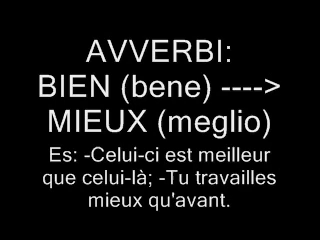 AVVERBI:
BIEN (bene) ---->
MIEUX (meglio)
Es: -Celui-ci est meilleur
que celui-là; -Tu travailles
mieux qu'avant.